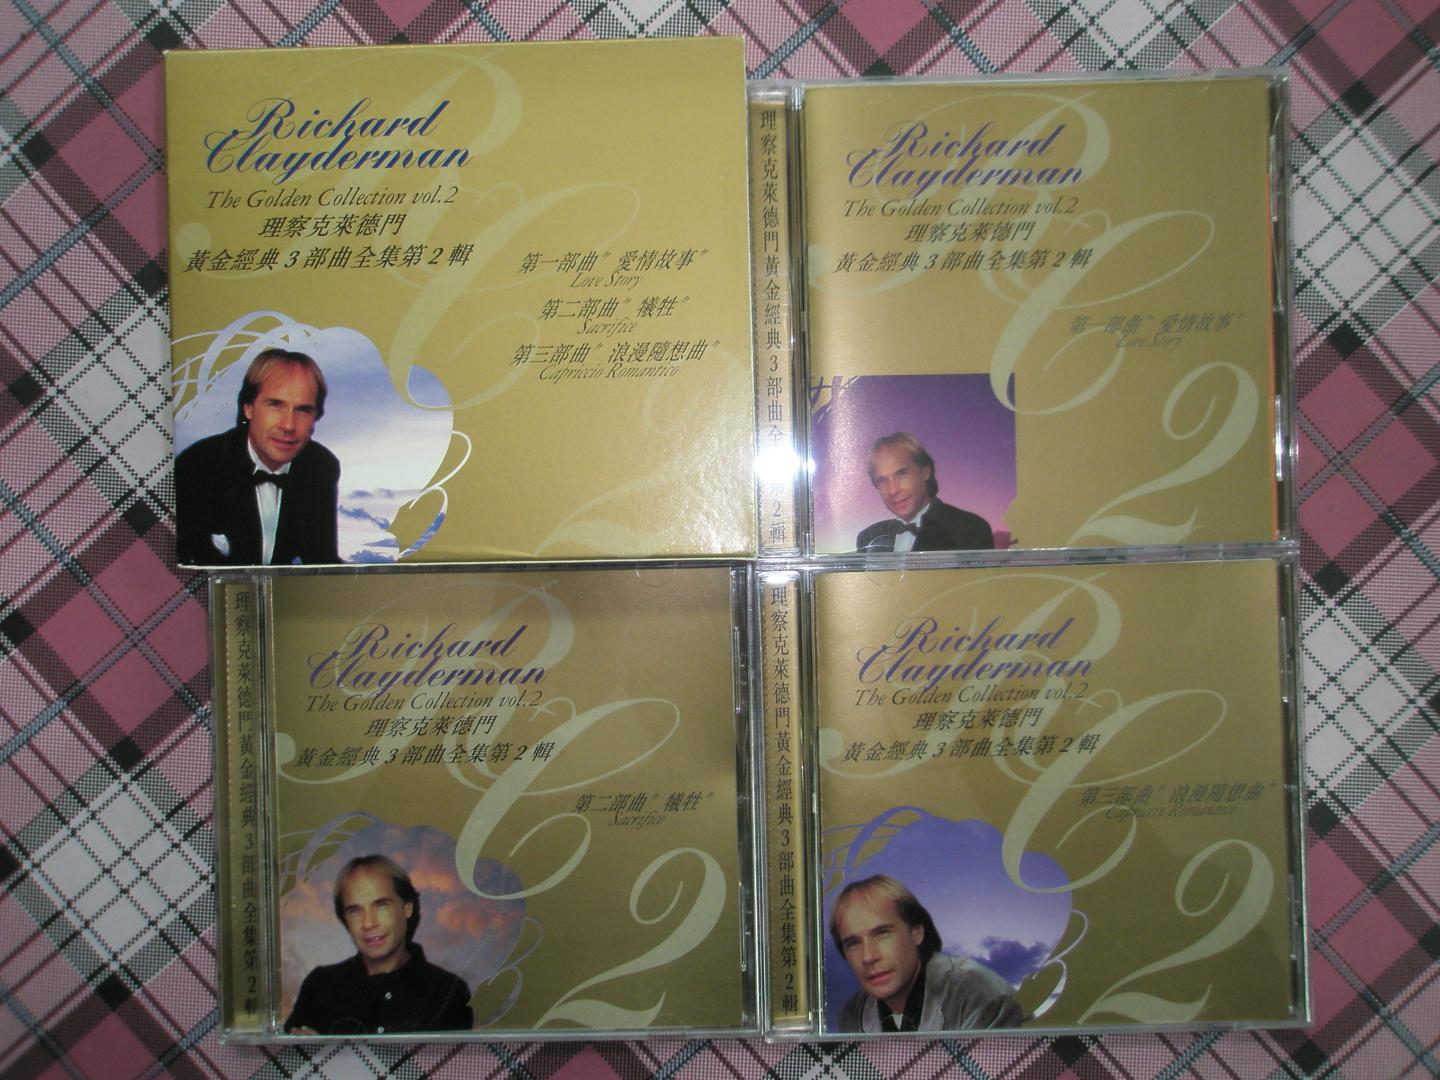 Richard
Clayderman
The Golden Collection vol.2
理察克萊德門
黃金經典3部曲全集第2輯
第一部曲"愛情故事"
Love Story
第二部曲"犧牲"
Sacrifice
第三部曲"浪漫隨想曲"
Capriccio Romantico
理察克萊德門黃金經典3部曲全 第2輯
Richard
Clayderman
The Golden Collection vol.2
理察克萊德門
黃金經典3部曲全集第2輯
第一部曲"愛情故事"
Love Story
2
理察克萊德門黃金經典3部曲全集第2輯
Richard
Clayderman
The Golden Collection vol.2
理察克萊德門
黃金經典3部曲全集第2輯
第二部曲"犧牲"
Sacrifice
2
理察克萊德門黃金經典3部曲全集第2輯
Richard
Clayderman
The Golden Collection vol.2
理察克萊德門
黃金經典3部曲全集第2輯
第三部曲"浪漫隨想曲"
Capriccio Romantico
2